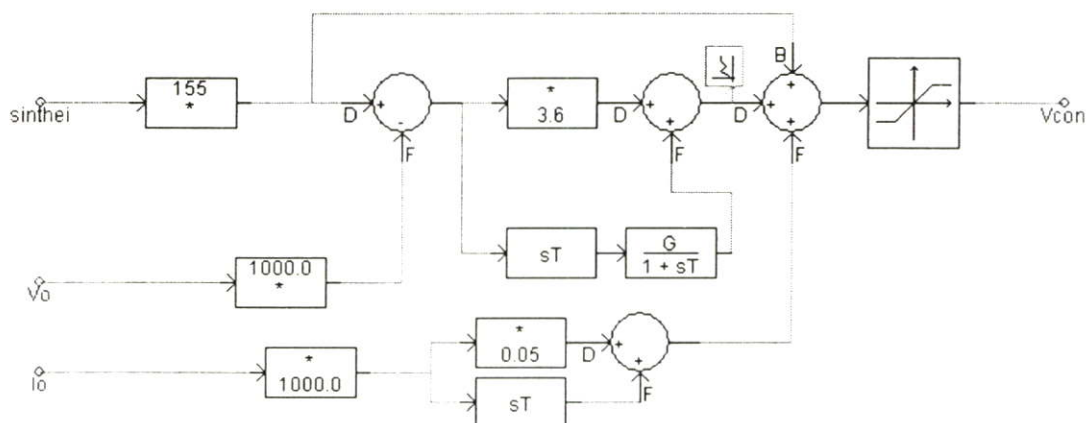 B
155
*
*
3.6
sinthei
D
+
-
D
+
+
D
+
+
+
Vcon
F
F
F
sT
G
1 + sT
1000.0
*
Vo
*
0.05
D
+
+
*
1000.0
Io
sT
F